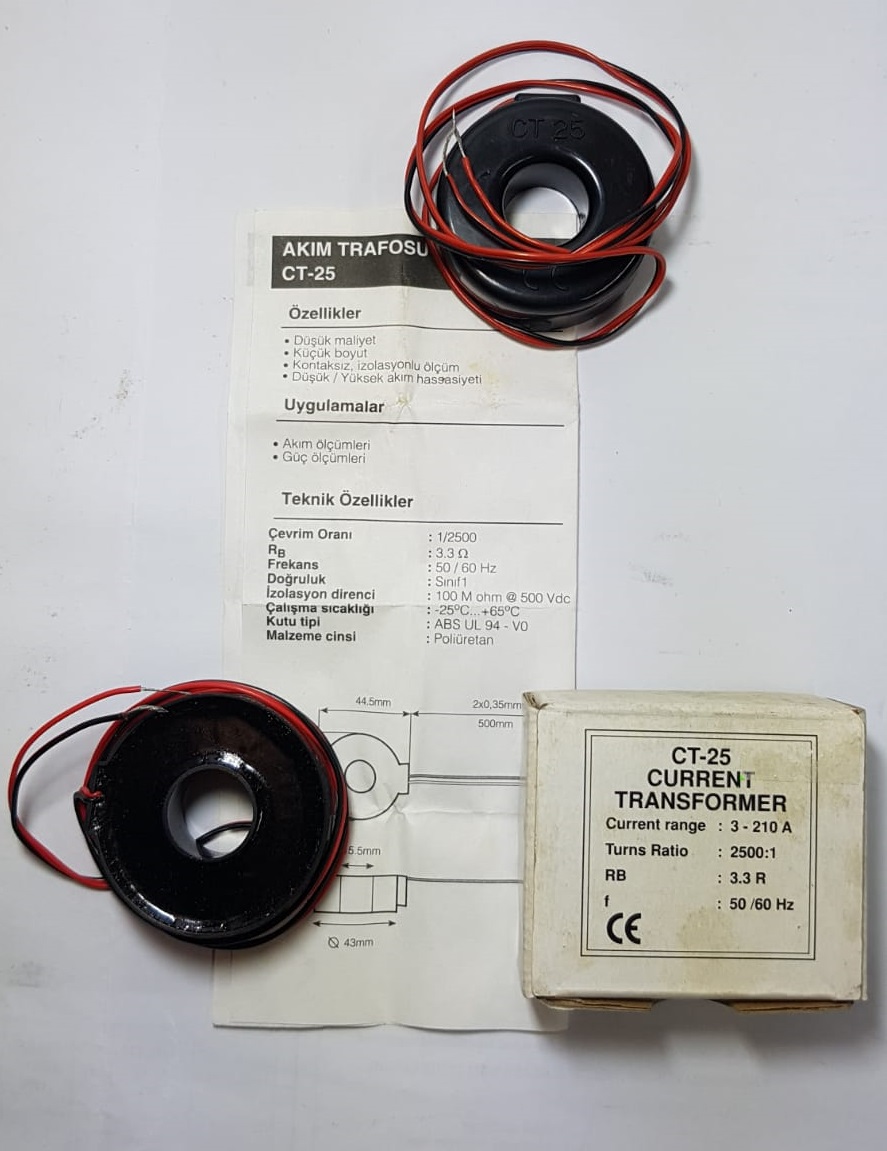 CT 25
AKIM TRAFOSU
CT-25
Özellikler
• Düşük maliyet
• Küçük boyut
• Kontaksız, izolasyonlu ölçüm
• Düşük / Yüksek akım hassasiyeti
Uygulamalar
• Akım ölçümleri
• Güç ölçümleri
Teknik Özellikler
Çevrim Oranı : 1/2500
RB : 3.3 Ω
Frekans : 50 / 60 Hz
Doğruluk : Sınıf1
İzolasyon direnci : 100 M ohm @ 500 Vdc
Çalışma sıcaklığı : -25ºC...+65ºC
Kutu tipi : ABS UL 94 - V0
Malzeme cinsi : Poliüretan
44.5mm
2x0,35mm
500mm
5.5mm
Ø 43mm
CT-25
CURRENT
TRANSFORMER
Current range : 3 - 210 A
Turns Ratio : 2500:1
RB : 3.3 R
f : 50 /60 Hz
CE